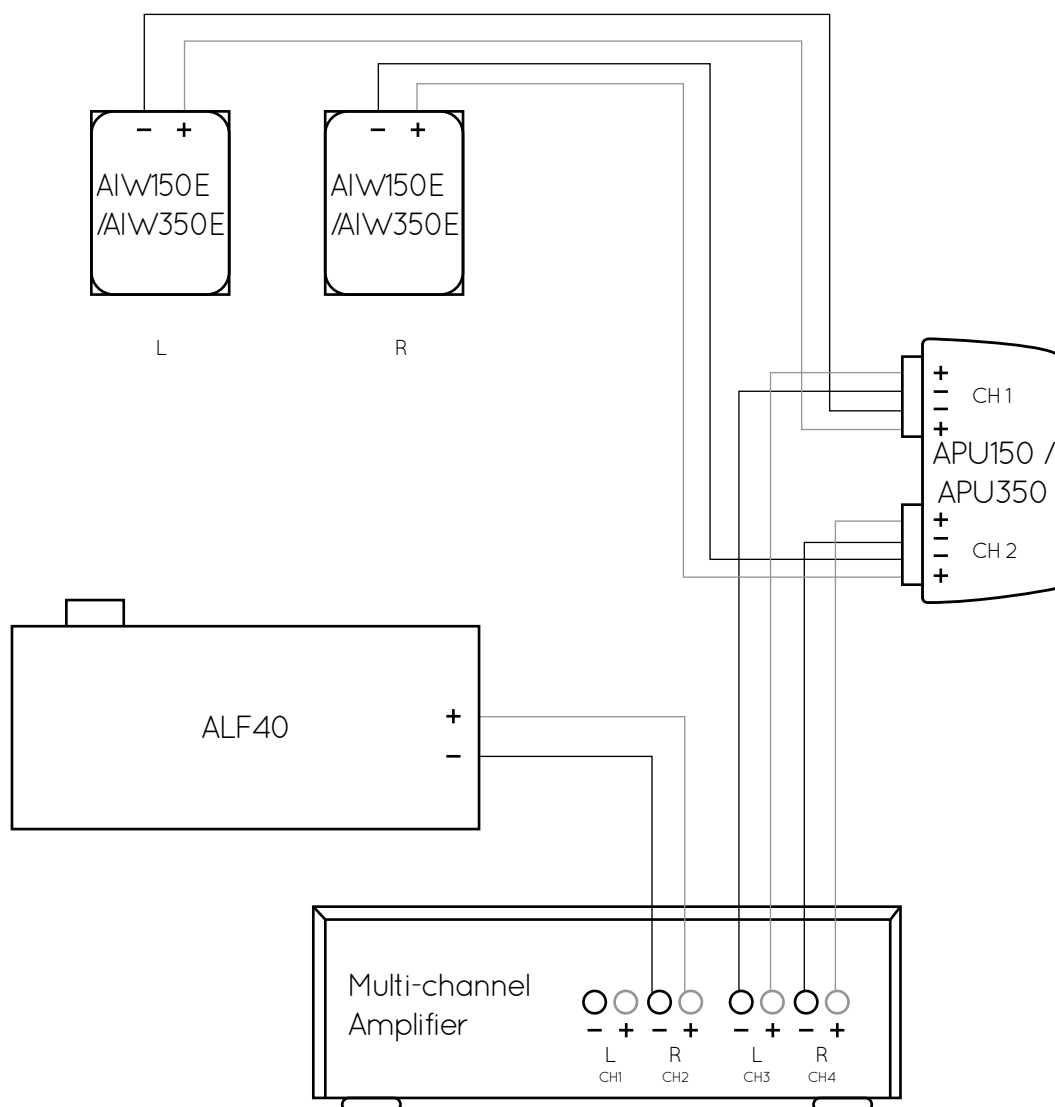 − +
− +
AIW150E
/AIW350E
AIW150E
/AIW350E
L
R
+
−
−
+
CH 1
APU150 /
APU350
+
−
−
+
CH 2
ALF40
+
−
Multi-channel
Amplifier
− + − + − + − +
L R L R
CH1 CH2 CH3 CH4